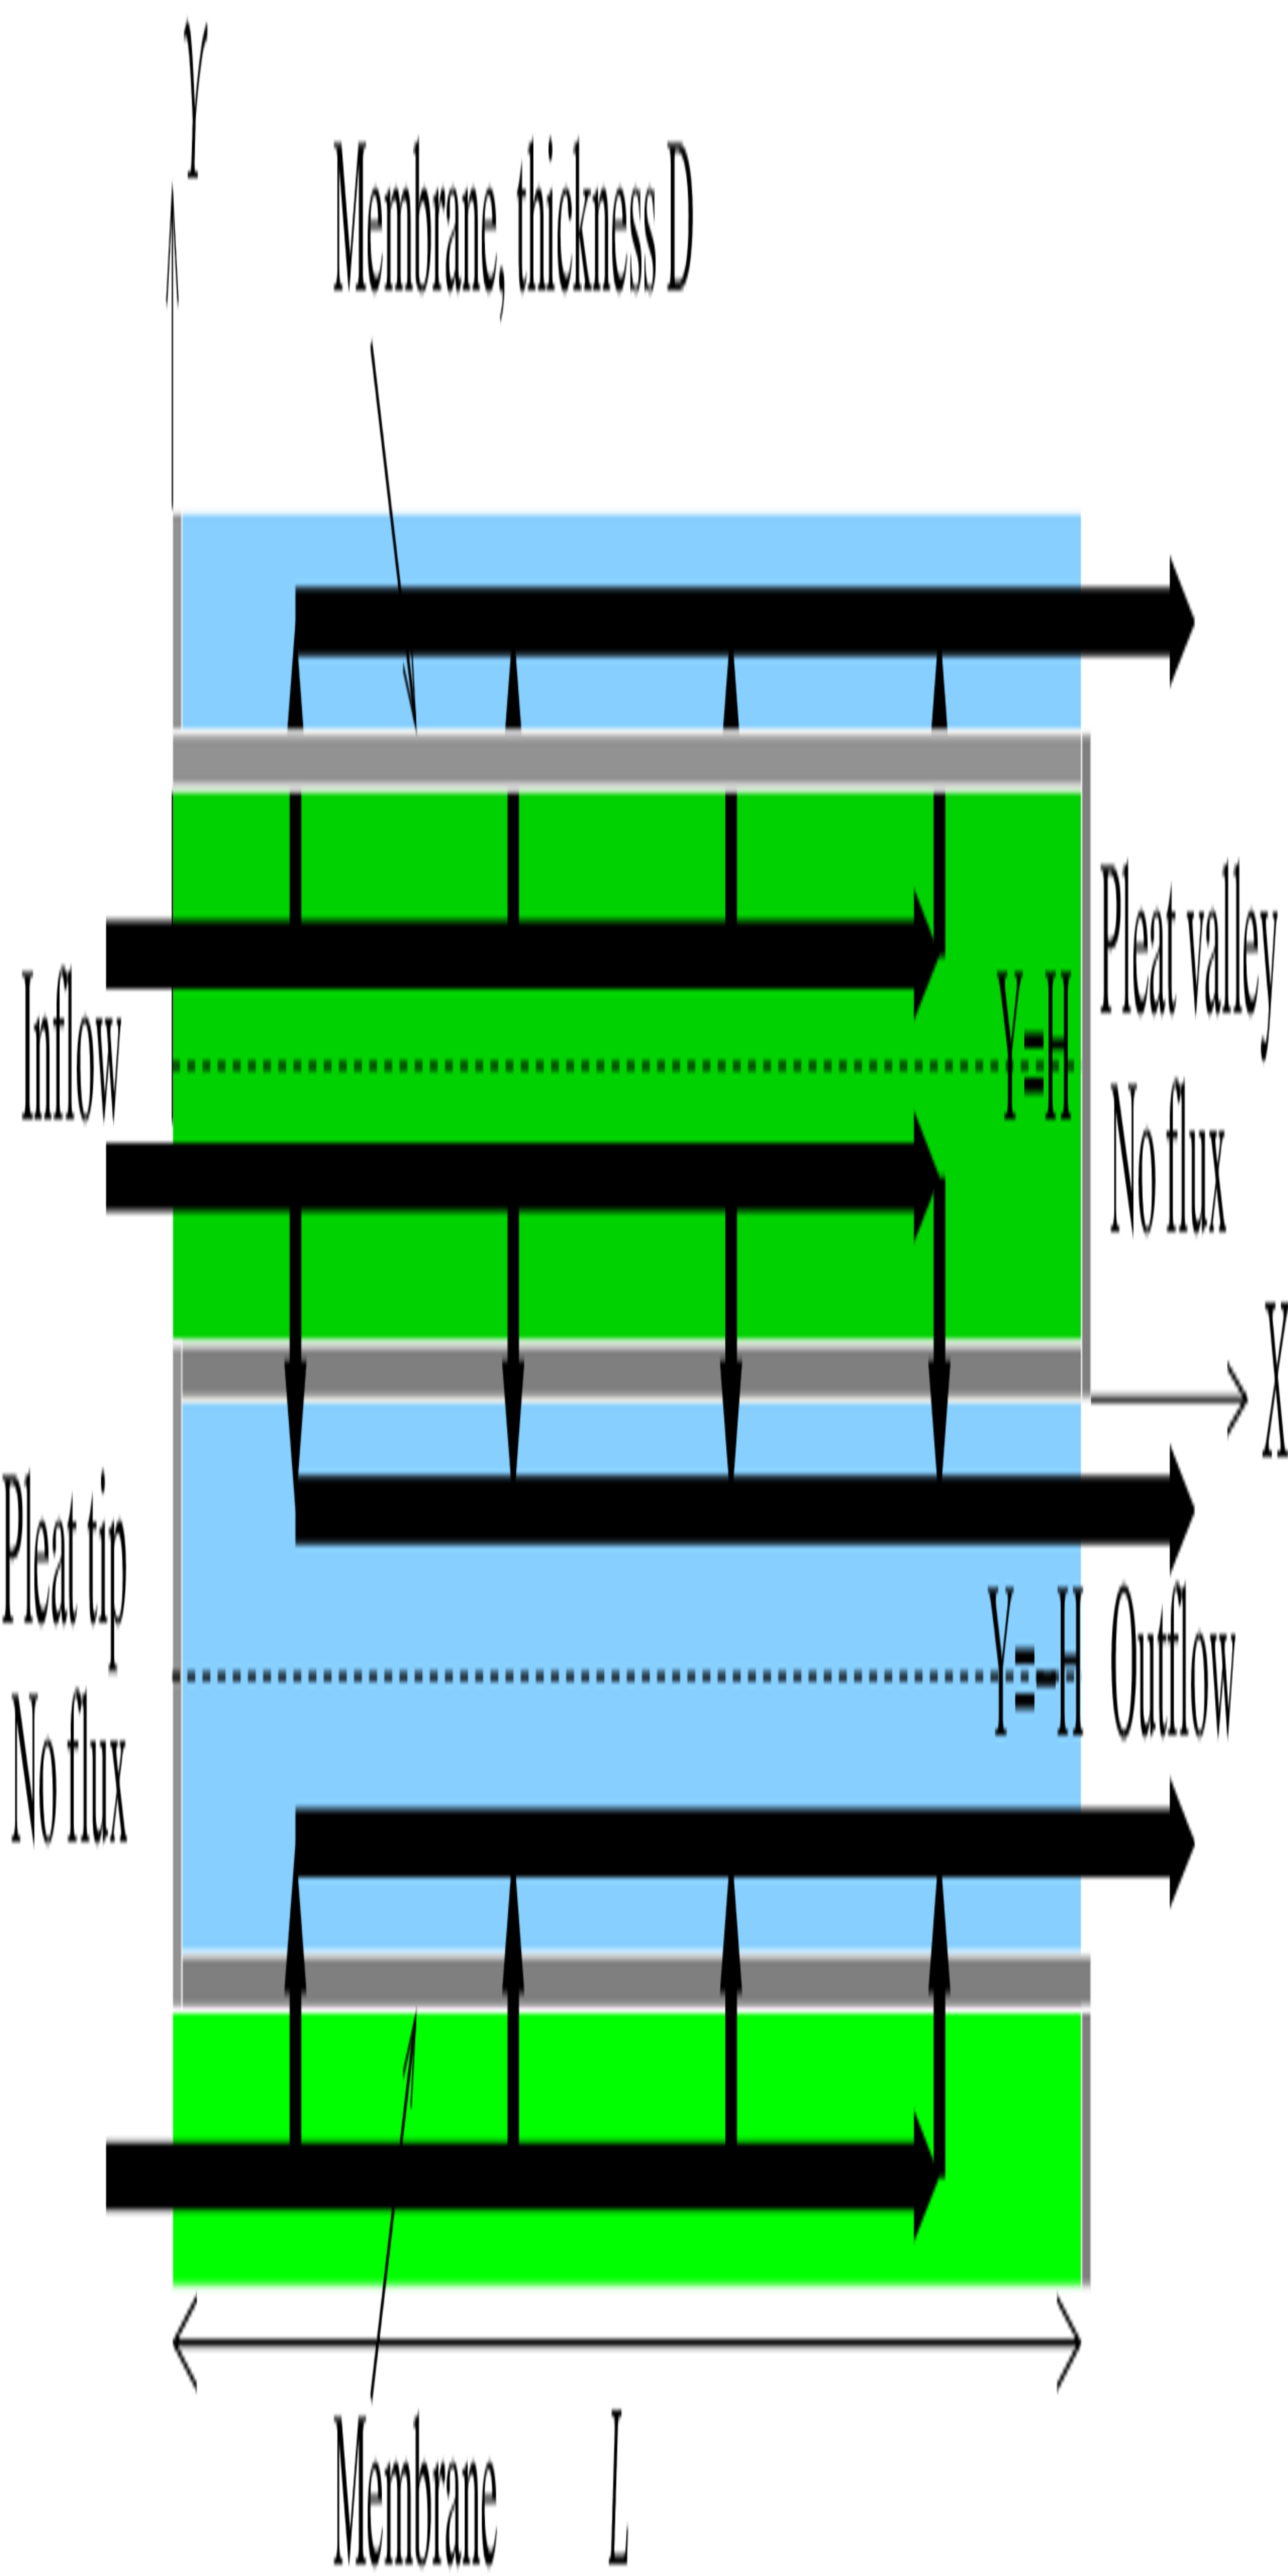 Y
Membrane, thickness D
Pleat valley
Inflow
Y=H
No flux
X
Pleat tip
Y=-H
Outflow
No flux
Membrane
L